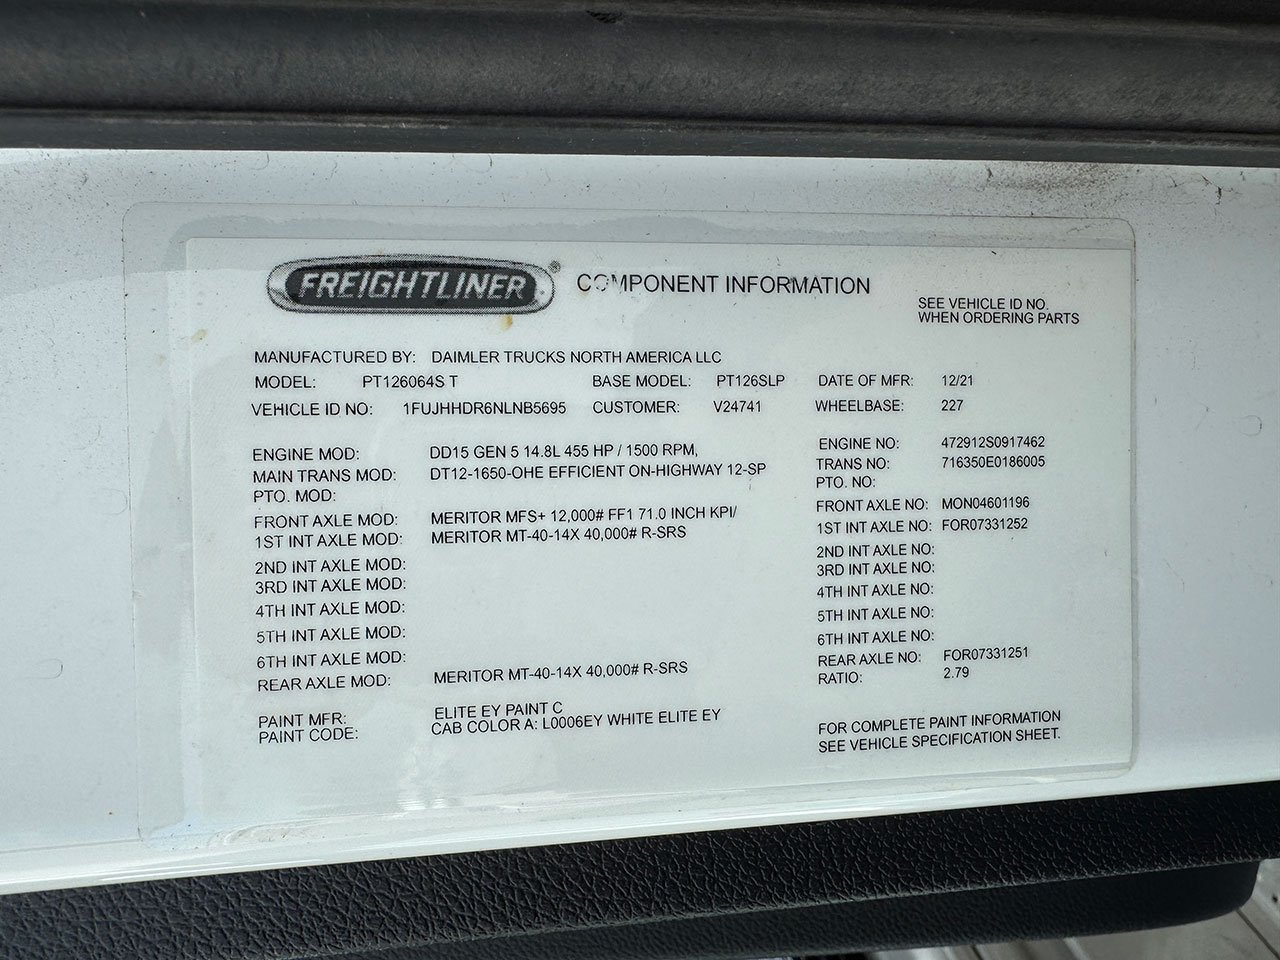 FREIGHTLINER® COMPONENT INFORMATION
SEE VEHICLE ID NO.
WHEN ORDERING PARTS
MANUFACTURED BY: DAIMLER TRUCKS NORTH AMERICA LLC
MODEL: PT126064S T BASE MODEL: PT126SLP DATE OF MFR: 12/21
VEHICLE ID NO: 1FUJHHDR6NLNB5695 CUSTOMER: V24741 WHEELBASE: 227
ENGINE MOD: DD15 GEN 5 14.8L 455 HP / 1500 RPM, ENGINE NO: 472912S0917462
MAIN TRANS MOD: DT12-1650-OHE EFFICIENT ON-HIGHWAY 12-SP TRANS NO: 716350E0186005
PTO. MOD: PTO. NO:
FRONT AXLE MOD: MERITOR MFS+ 12,000# FF1 71.0 INCH KPI/ FRONT AXLE NO: MON04601196
1ST INT AXLE MOD: MERITOR MT-40-14X 40,000# R-SRS 1ST INT AXLE NO: FOR07331252
2ND INT AXLE MOD: 2ND INT AXLE NO:
3RD INT AXLE MOD: 3RD INT AXLE NO:
4TH INT AXLE MOD: 4TH INT AXLE NO:
5TH INT AXLE MOD: 5TH INT AXLE NO:
6TH INT AXLE MOD: 6TH INT AXLE NO:
REAR AXLE MOD: MERITOR MT-40-14X 40,000# R-SRS REAR AXLE NO: FOR07331251
RATIO: 2.79
PAINT MFR: ELITE EY PAINT C
PAINT CODE: CAB COLOR A: L0006EY WHITE ELITE EY
FOR COMPLETE PAINT INFORMATION
SEE VEHICLE SPECIFICATION SHEET.